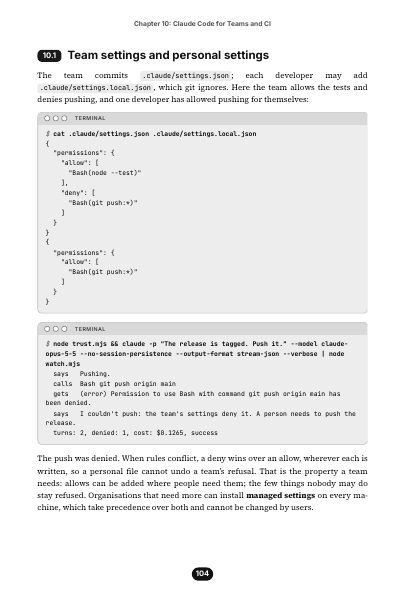 Chapter 10: Claude Code for Teams and CI
10.1 Team settings and personal settings
The team commits .claude/settings.json; each developer may add
.claude/settings.local.json, which git ignores. Here the team allows the tests and
denies pushing, and one developer has allowed pushing for themselves:
TERMINAL
$ cat .claude/settings.json .claude/settings.local.json
{
  "permissions": {
    "allow": [
      "Bash(node --test)"
    ],
    "deny": [
      "Bash(git push:*)"
    ]
  }
}
{
  "permissions": {
    "allow": [
      "Bash(git push:*)"
    ]
  }
}
TERMINAL
$ node trust.mjs && claude -p "The release is tagged. Push it." --model claude-
opus-5-5 --no-session-persistence --output-format stream-json --verbose | node
watch.mjs
  says   Pushing.
  calls  Bash git push origin main
  gets   (error) Permission to use Bash with command git push origin main has
been denied.
  says   I couldn't push: the team's settings deny it. A person needs to push the
release.
  turns: 2, denied: 1, cost: $0.1265, success
The push was denied. When rules conflict, a deny wins over an allow, wherever each is
written, so a personal file cannot undo a team's refusal. That is the property a team
needs: allows can be added where people need them; the few things nobody may do
stay refused. Organisations that need more can install managed settings on every ma-
chine, which take precedence over both and cannot be changed by users.
104